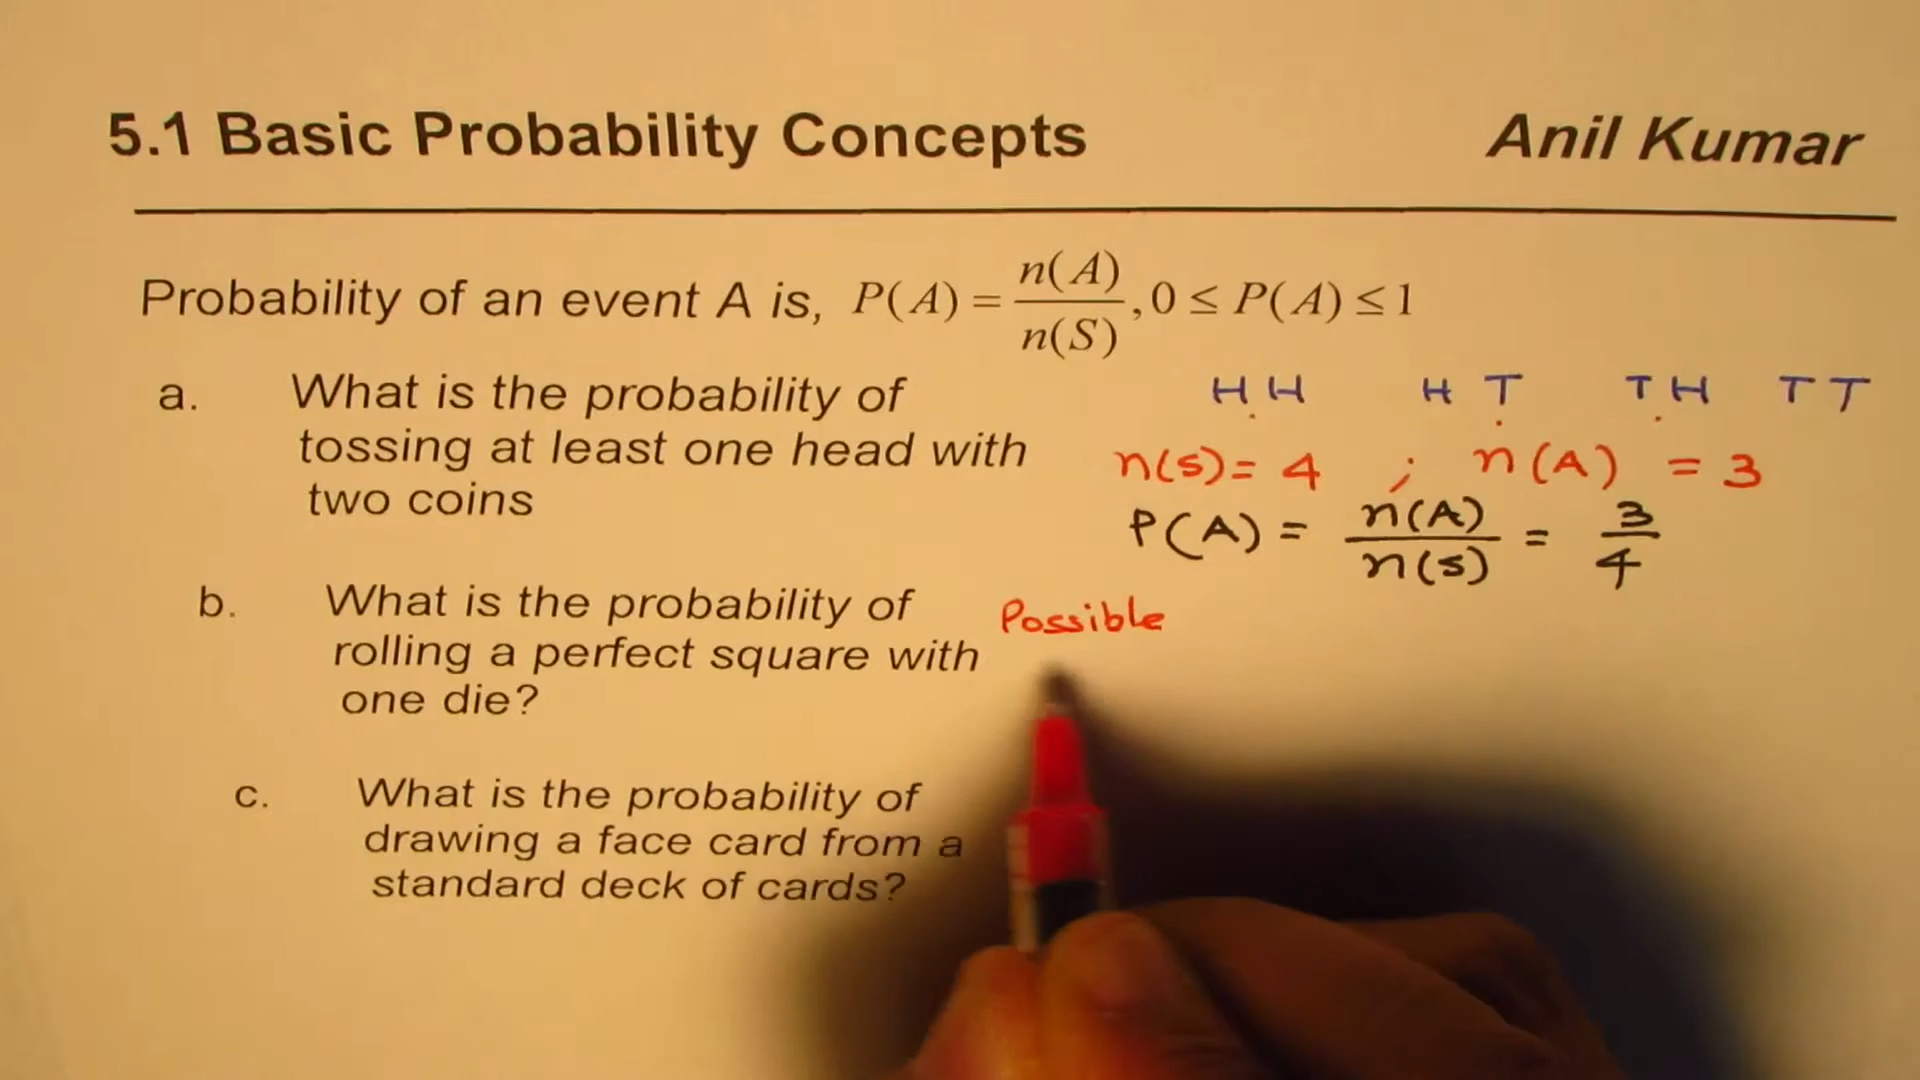 5.1 Basic Probability Concepts Anil Kumar
Probability of an event A is, P(A) = n(A)/n(S), 0 ≤ P(A) ≤ 1
a. What is the probability of
tossing at least one head with
two coins
HH HT TH TT
n(S) = 4 ; n(A) = 3
P(A) = n(A)/n(S) = 3/4
b. What is the probability of
rolling a perfect square with
one die?
Possible
c. What is the probability of
drawing a face card from a
standard deck of cards?